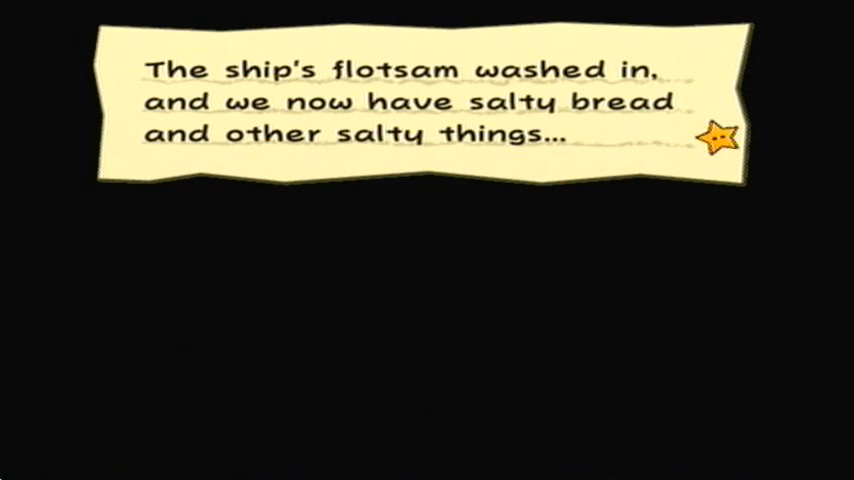 The ship's flotsam washed in,
and we now have salty bread
and other salty things...